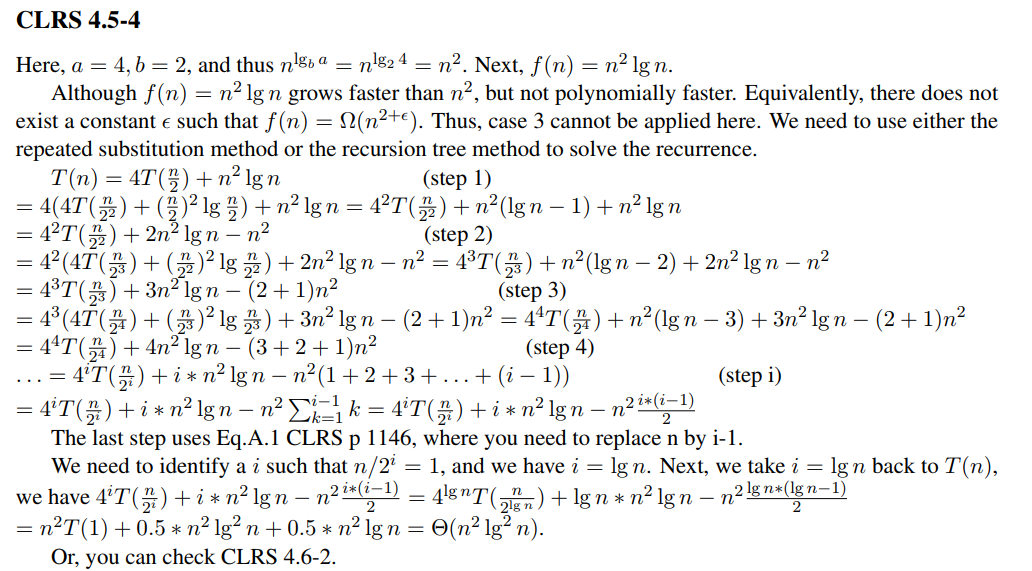 CLRS 4.5-4
Here, a = 4, b = 2, and thus n^{lg_b a} = n^{lg_2 4} = n^2. Next, f(n) = n^2 lg n.
Although f(n) = n^2 lg n grows faster than n^2, but not polynomially faster. Equivalently, there does not
exist a constant ϵ such that f(n) = Ω(n^{2+ϵ}). Thus, case 3 cannot be applied here. We need to use either the
repeated substitution method or the recursion tree method to solve the recurrence.
T(n) = 4T(\frac{n}{2}) + n^2 lg n (step 1)
= 4(4T(\frac{n}{2^2}) + (\frac{n}{2})^2 lg \frac{n}{2}) + n^2 lg n = 4^2T(\frac{n}{2^2}) + n^2(lg n − 1) + n^2 lg n
= 4^2T(\frac{n}{2^2}) + 2n^2 lg n − n^2 (step 2)
= 4^2(4T(\frac{n}{2^3}) + (\frac{n}{2^2})^2 lg \frac{n}{2^2}) + 2n^2 lg n − n^2 = 4^3T(\frac{n}{2^3}) + n^2(lg n − 2) + 2n^2 lg n − n^2
= 4^3T(\frac{n}{2^3}) + 3n^2 lg n − (2 + 1)n^2 (step 3)
= 4^3(4T(\frac{n}{2^4}) + (\frac{n}{2^3})^2 lg \frac{n}{2^3}) + 3n^2 lg n − (2 + 1)n^2 = 4^4T(\frac{n}{2^4}) + n^2(lg n − 3) + 3n^2 lg n − (2 + 1)n^2
= 4^4T(\frac{n}{2^4}) + 4n^2 lg n − (3 + 2 + 1)n^2 (step 4)
... = 4^iT(\frac{n}{2^i}) + i ∗ n^2 lg n − n^2(1 + 2 + 3 + ... + (i − 1)) (step i)
= 4^iT(\frac{n}{2^i}) + i ∗ n^2 lg n − n^2 ∑_{k=1}^{i−1} k = 4^iT(\frac{n}{2^i}) + i ∗ n^2 lg n − n^2\frac{i∗(i−1)}{2}
The last step uses Eq.A.1 CLRS p 1146, where you need to replace n by i-1.
We need to identify a i such that n/2^i = 1, and we have i = lg n. Next, we take i = lg n back to T(n),
we have 4^iT(\frac{n}{2^i}) + i ∗ n^2 lg n − n^2\frac{i∗(i−1)}{2} = 4^{lg n}T(\frac{n}{2^{lg n}}) + lg n ∗ n^2 lg n − n^2\frac{lg n∗(lg n−1)}{2}
= n^2T(1) + 0.5 ∗ n^2 lg^2 n + 0.5 ∗ n^2 lg n = Θ(n^2 lg^2 n).
Or, you can check CLRS 4.6-2.